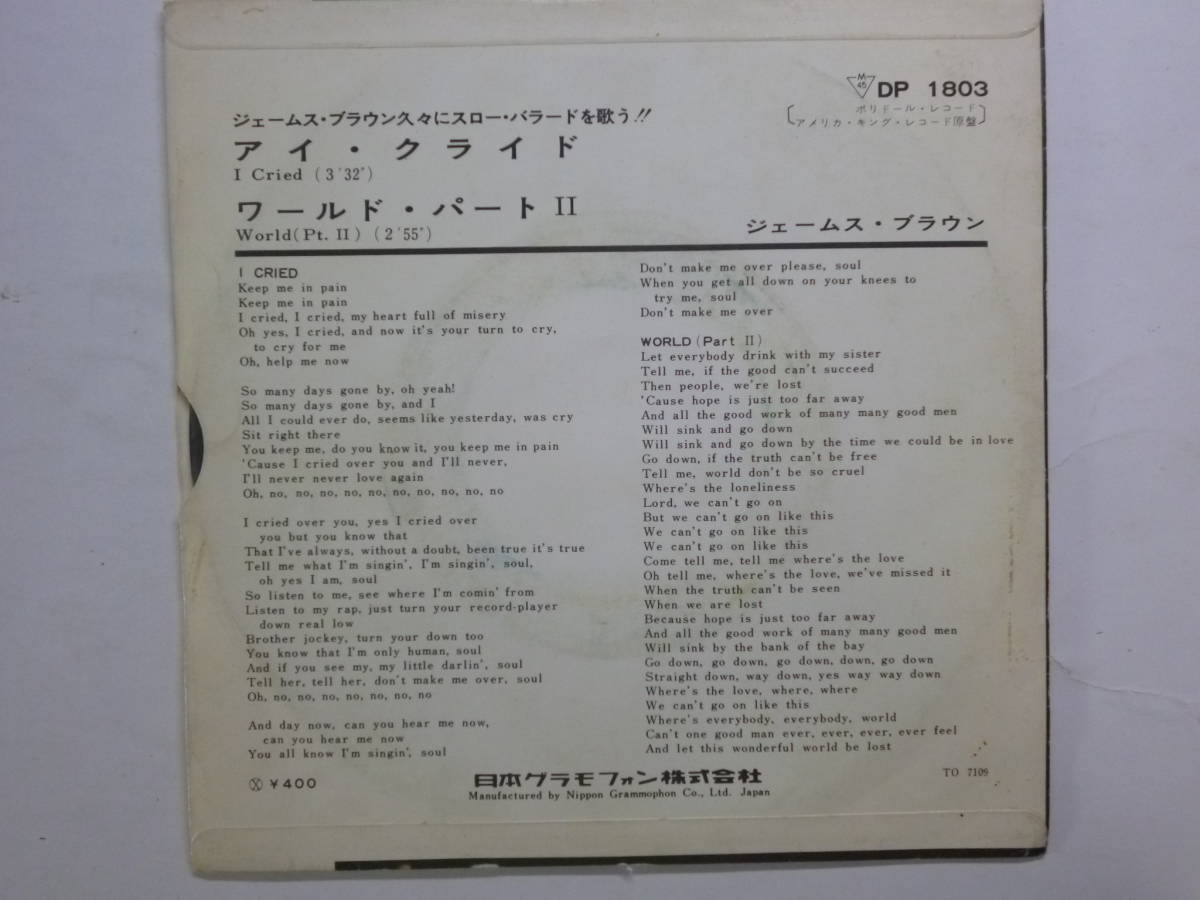 M
45
DP 1803
ポリドール・レコード
アメリカ・キング・レコード原盤
ジェームス・ブラウン久々にスロー・バラードを歌う!!
アイ・クライド
I Cried (3'32")
ワールド・パート II
World(Pt. II) (2'55")
ジェームス・ブラウン
I CRIED
Keep me in pain
Keep me in pain
I cried, I cried, my heart full of misery
Oh yes, I cried, and now it's your turn to cry,
to cry for me
Oh, help me now
So many days gone by, oh yeah!
So many days gone by, and I
All I could ever do, seems like yesterday, was cry
Sit right there
You keep me, do you know it, you keep me in pain
'Cause I cried over you and I'll never,
I'll never never love again
Oh, no, no, no, no, no, no, no, no, no, no
I cried over you, yes I cried over
you but you know that
That I've always, without a doubt, been true it's true
Tell me what I'm singin', I'm singin', soul,
oh yes I am, soul
So listen to me, see where I'm comin' from
Listen to my rap, just turn your record-player
down real low
Brother jockey, turn your down too
You know that I'm only human, soul
And if you see my, my little darlin', soul
Tell her, tell her, don't make me over, soul
Oh, no, no, no, no, no, no, no
And day now, can you hear me now,
can you hear me now
You all know I'm singin', soul
Don't make me over please, soul
When you get all down on your knees to
try me, soul
Don't make me over
WORLD (Part II)
Let everybody drink with my sister
Tell me, if the good can't succeed
Then people, we're lost
'Cause hope is just too far away
And all the good work of many many good men
Will sink and go down
Will sink and go down by the time we could be in love
Go down, if the truth can't be free
Tell me, world don't be so cruel
Where's the loneliness
Lord, we can't go on
But we can't go on like this
We can't go on like this
We can't go on like this
Come tell me, tell me where's the love
Oh tell me, where's the love, we've missed it
When the truth can't be seen
When we are lost
Because hope is just too far away
And all the good work of many many good men
Will sink by the bank of the bay
Go down, go down, go down, down, go down
Straight down, way down, yes way way down
Where's the love, where, where
We can't go on like this
Where's everybody, everybody, world
Can't one good man ever, ever, ever, ever feel
And let this wonderful world be lost
Ⓧ ¥400
日本グラモフォン株式会社
Manufactured by Nippon Grammophon Co., Ltd. Japan
TO 7109